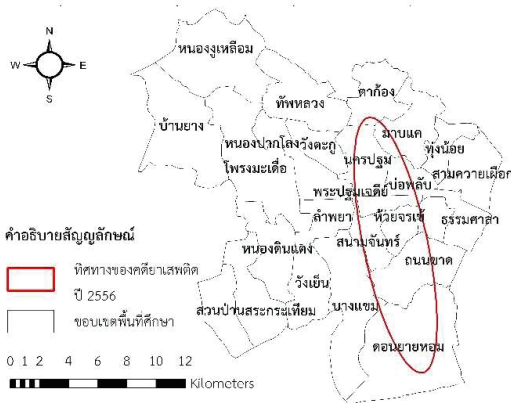 N
W E
S
หนองงูเหลือม
ตาก้อง
ทัพหลวง
บ้านยาง
มาบแค
หนองปากโลง วังตะกู
นครปฐม
ทุ่งน้อย
โพรงมะเดื่อ
สามควายเผือก
พระปฐมเจดีย์ บ่อพลับ
ลำพยา
ห้วยจรเข้
ธรรมศาลา
หนองดินแดง
สนามจันทร์
ถนนขาด
วังเย็น
สวนป่าน สระกระเทียม
บางแขม
ดอนยายหอม
คำอธิบายสัญญลักษณ์
ทิศทางของคดียาเสพติด
ปี 2556
ขอบเขตพื้นที่ศึกษา
0 1 2 4 6 8 10 12
Kilometers